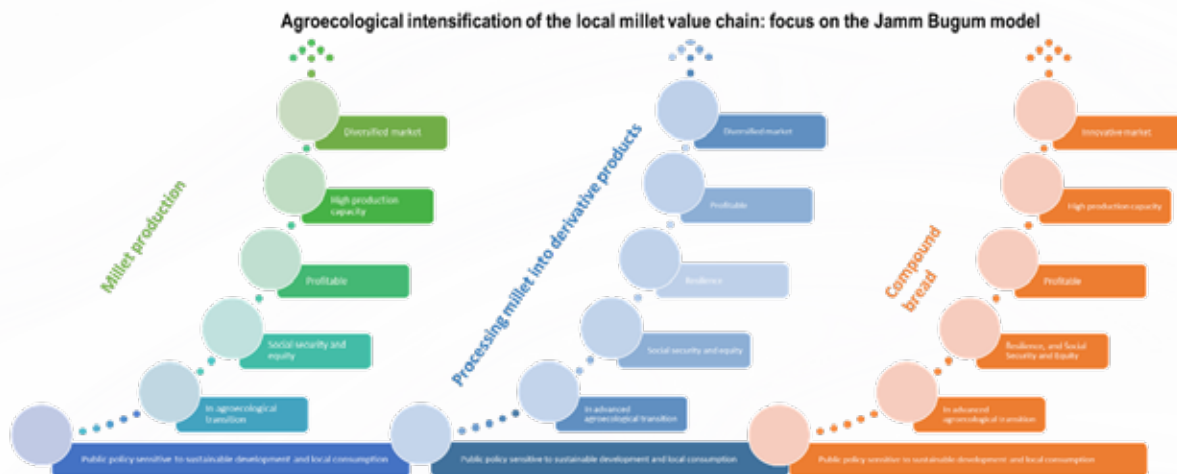 Agroecological intensification of the local millet value chain: focus on the Jamm Bugum model
Millet production
Diversified market
High production
capacity
Profitable
Social security and
equity
In agroecological
transition
Public policy sensitive to sustainable development and local consumption
Processing millet into derivative products
Diversified market
Profitable
Resilience
Social security and equity
In advanced
agroecological transition
Public policy sensitive to sustainable development and local consumption
Compound
bread
Innovative market
High production capacity
Profitable
Resilience, and Social
Security and Equity
In advanced
agroecological transition
Public policy sensitive to sustainable development and local consumption